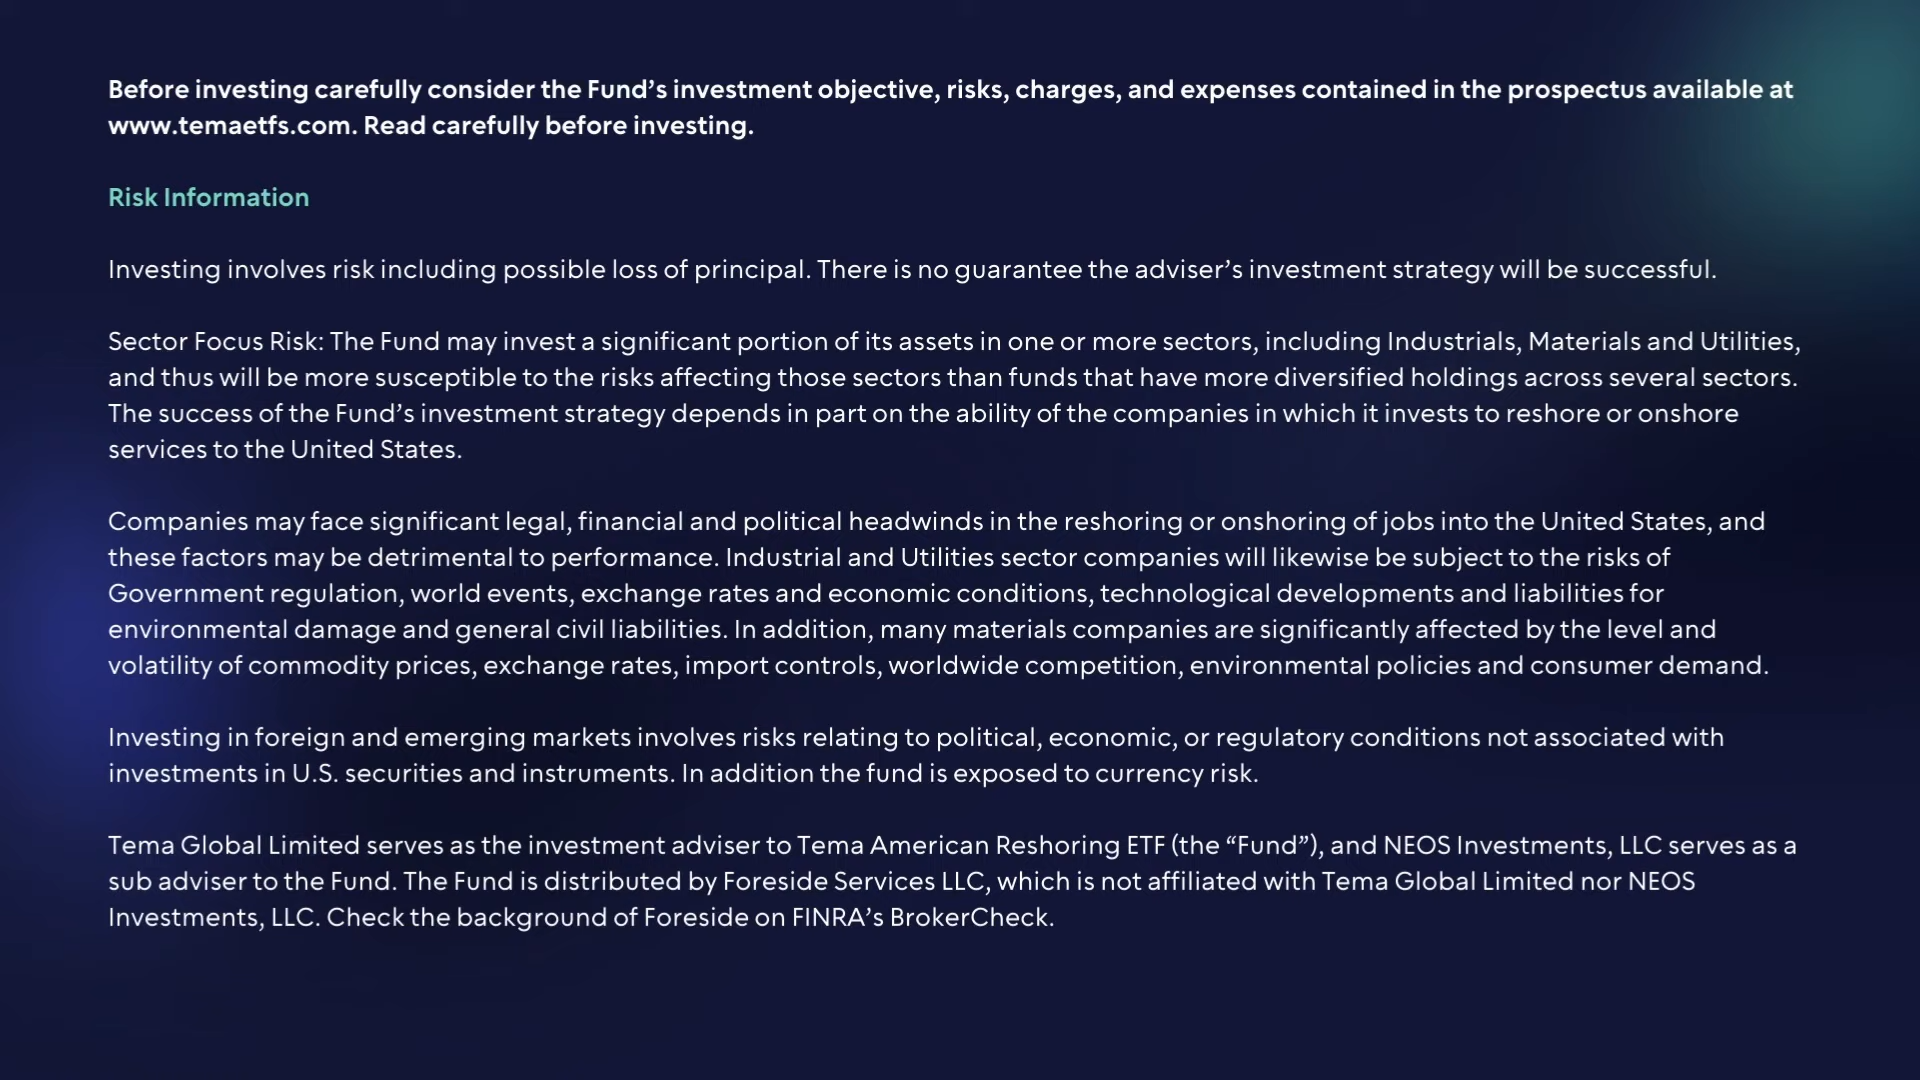 Before investing carefully consider the Fund’s investment objective, risks, charges, and expenses contained in the prospectus available at
www.temaetfs.com. Read carefully before investing.
Risk Information
Investing involves risk including possible loss of principal. There is no guarantee the adviser’s investment strategy will be successful.
Sector Focus Risk: The Fund may invest a significant portion of its assets in one or more sectors, including Industrials, Materials and Utilities,
and thus will be more susceptible to the risks affecting those sectors than funds that have more diversified holdings across several sectors.
The success of the Fund’s investment strategy depends in part on the ability of the companies in which it invests to reshore or onshore
services to the United States.
Companies may face significant legal, financial and political headwinds in the reshoring or onshoring of jobs into the United States, and
these factors may be detrimental to performance. Industrial and Utilities sector companies will likewise be subject to the risks of
Government regulation, world events, exchange rates and economic conditions, technological developments and liabilities for
environmental damage and general civil liabilities. In addition, many materials companies are significantly affected by the level and
volatility of commodity prices, exchange rates, import controls, worldwide competition, environmental policies and consumer demand.
Investing in foreign and emerging markets involves risks relating to political, economic, or regulatory conditions not associated with
investments in U.S. securities and instruments. In addition the fund is exposed to currency risk.
Tema Global Limited serves as the investment adviser to Tema American Reshoring ETF (the “Fund”), and NEOS Investments, LLC serves as a
sub adviser to the Fund. The Fund is distributed by Foreside Services LLC, which is not affiliated with Tema Global Limited nor NEOS
Investments, LLC. Check the background of Foreside on FINRA’s BrokerCheck.